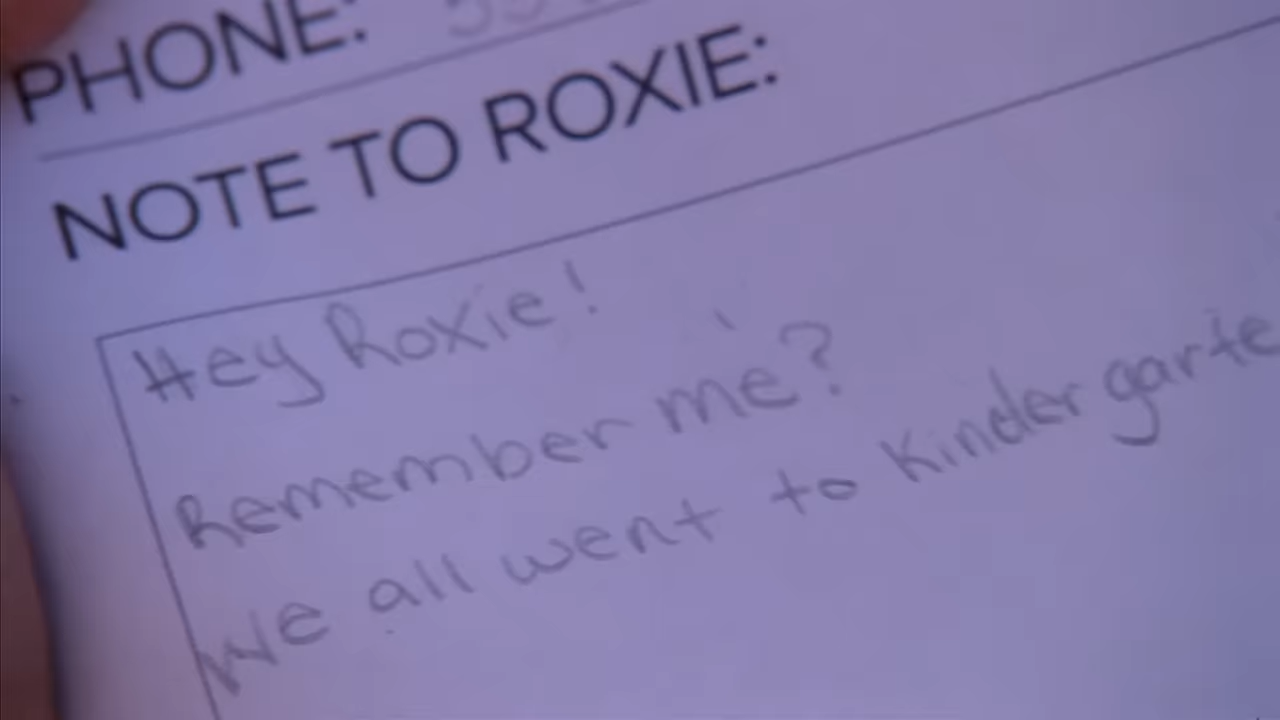 PHONE:
NOTE TO ROXIE:
Hey Roxie!
Remember me?
We all went to Kindergarte